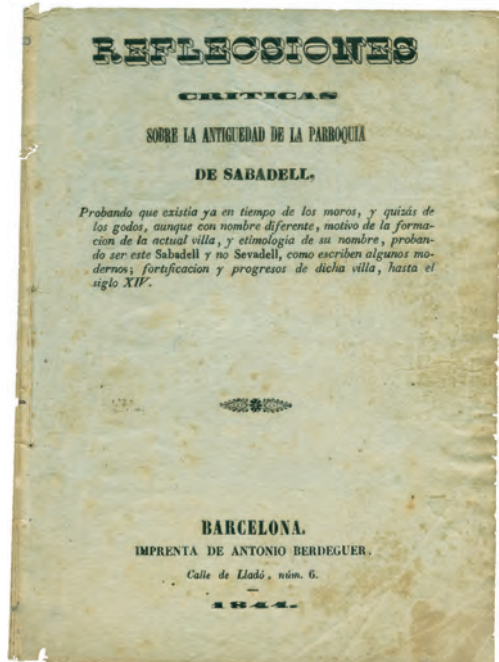 REFLECSIONES
CRITICAS
SOBRE LA ANTIGUEDAD DE LA PARROQUIA
DE SABADELL,
Probando que existia ya en tiempo de los moros, y quizás de
los godos, aunque con nombre diferente, motivo de la forma-
cion de la actual villa, y etimologia de su nombre, proban-
do ser este Sabadell y no Sevadell, como escriben algunos mo-
dernos; fortificacion y progresos de dicha villa, hasta el
siglo XIV.
BARCELONA.
IMPRENTA DE ANTONIO BERDEGUER.
Calle de Lladó, núm. 6.
1844.